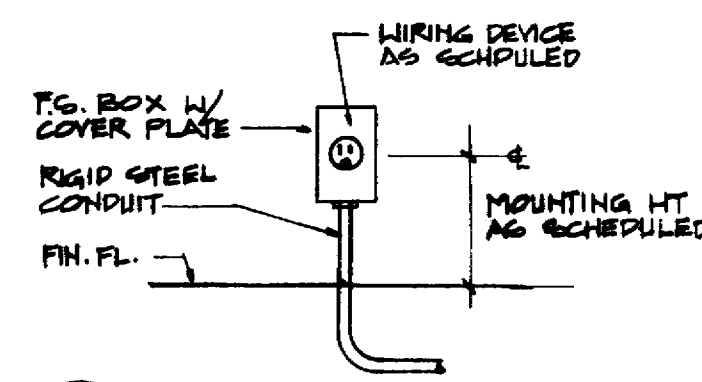 WIRING DEVICE
AS SCHDULED
F.S. BOX W/
COVER PLATE
RIGID STEEL
CONDUIT
℄
MOUNTING HT
AS SCHEDULED
FIN. FL.